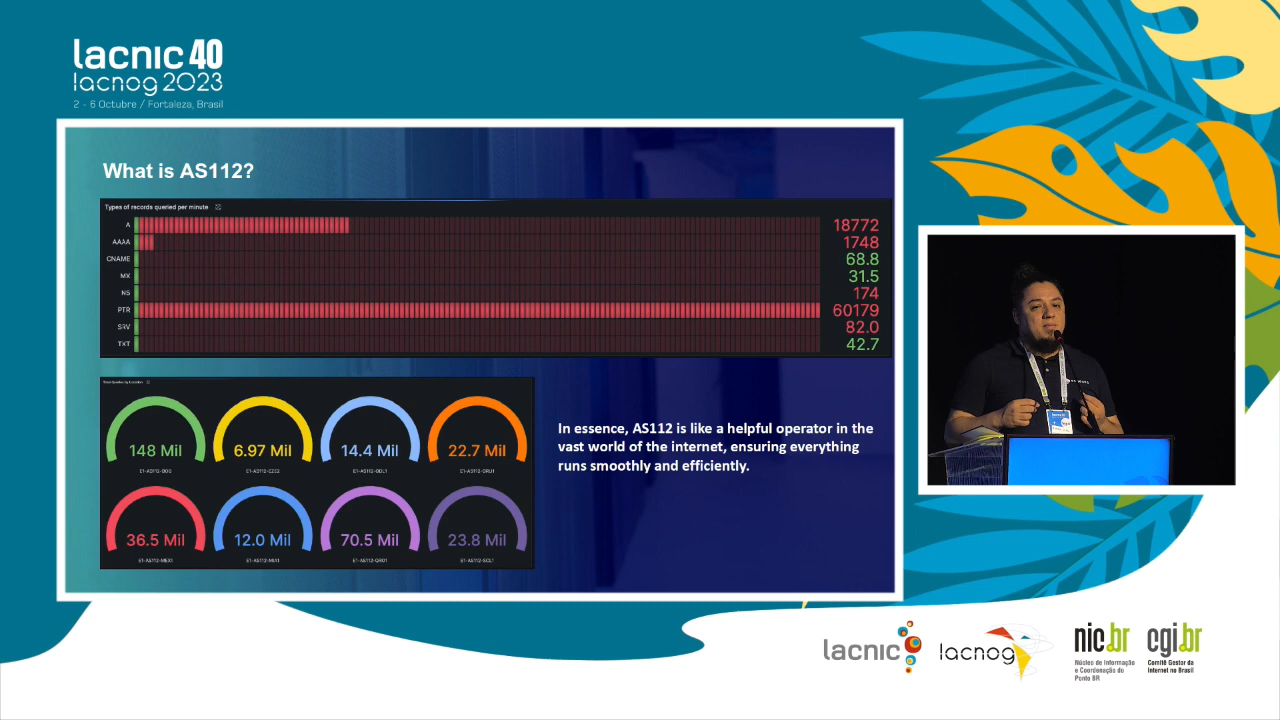 lacnic 40
lacnog 2023
2 - 6 Octubre / Fortaleza, Brasil
What is AS112?
Types of records queried per minute
A 18772
AAAA 1748
CNAME 68.8
MX 31.5
NS 174
PTR 60179
SRV 82.0
TXT 42.7
148 Mil 6.97 Mil 14.4 Mil 22.7 Mil
36.5 Mil 12.0 Mil 70.5 Mil 23.8 Mil
In essence, AS112 is like a helpful operator in the
vast world of the internet, ensuring everything
runs smoothly and efficiently.
lacnic
lacnog
nic.br
Núcleo de Informação
e Coordenação do
Ponto BR
cgi.br
Comitê Gestor da
Internet no Brasil